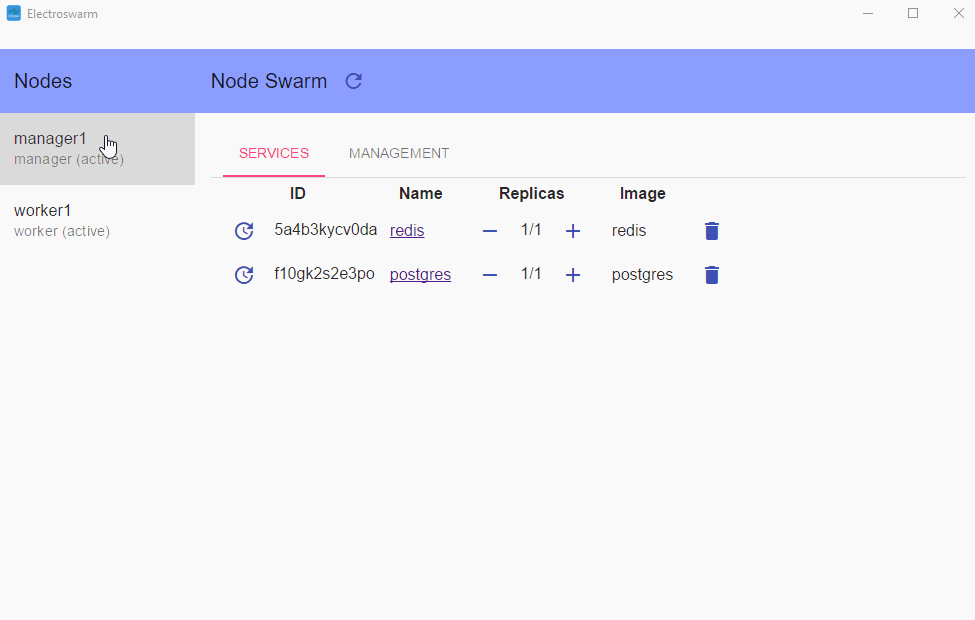 Electroswarm
Nodes
Node Swarm
manager1
manager (active)
worker1
worker (active)
SERVICES MANAGEMENT
ID Name Replicas Image
5a4b3kycv0da redis 1/1 redis
f10gk2s2e3po postgres 1/1 postgres